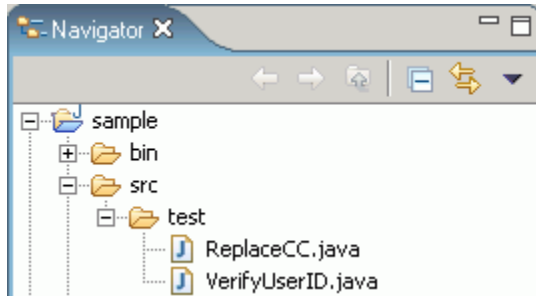 Navigator
sample
bin
src
test
ReplaceCC.java
VerifyUserID.java